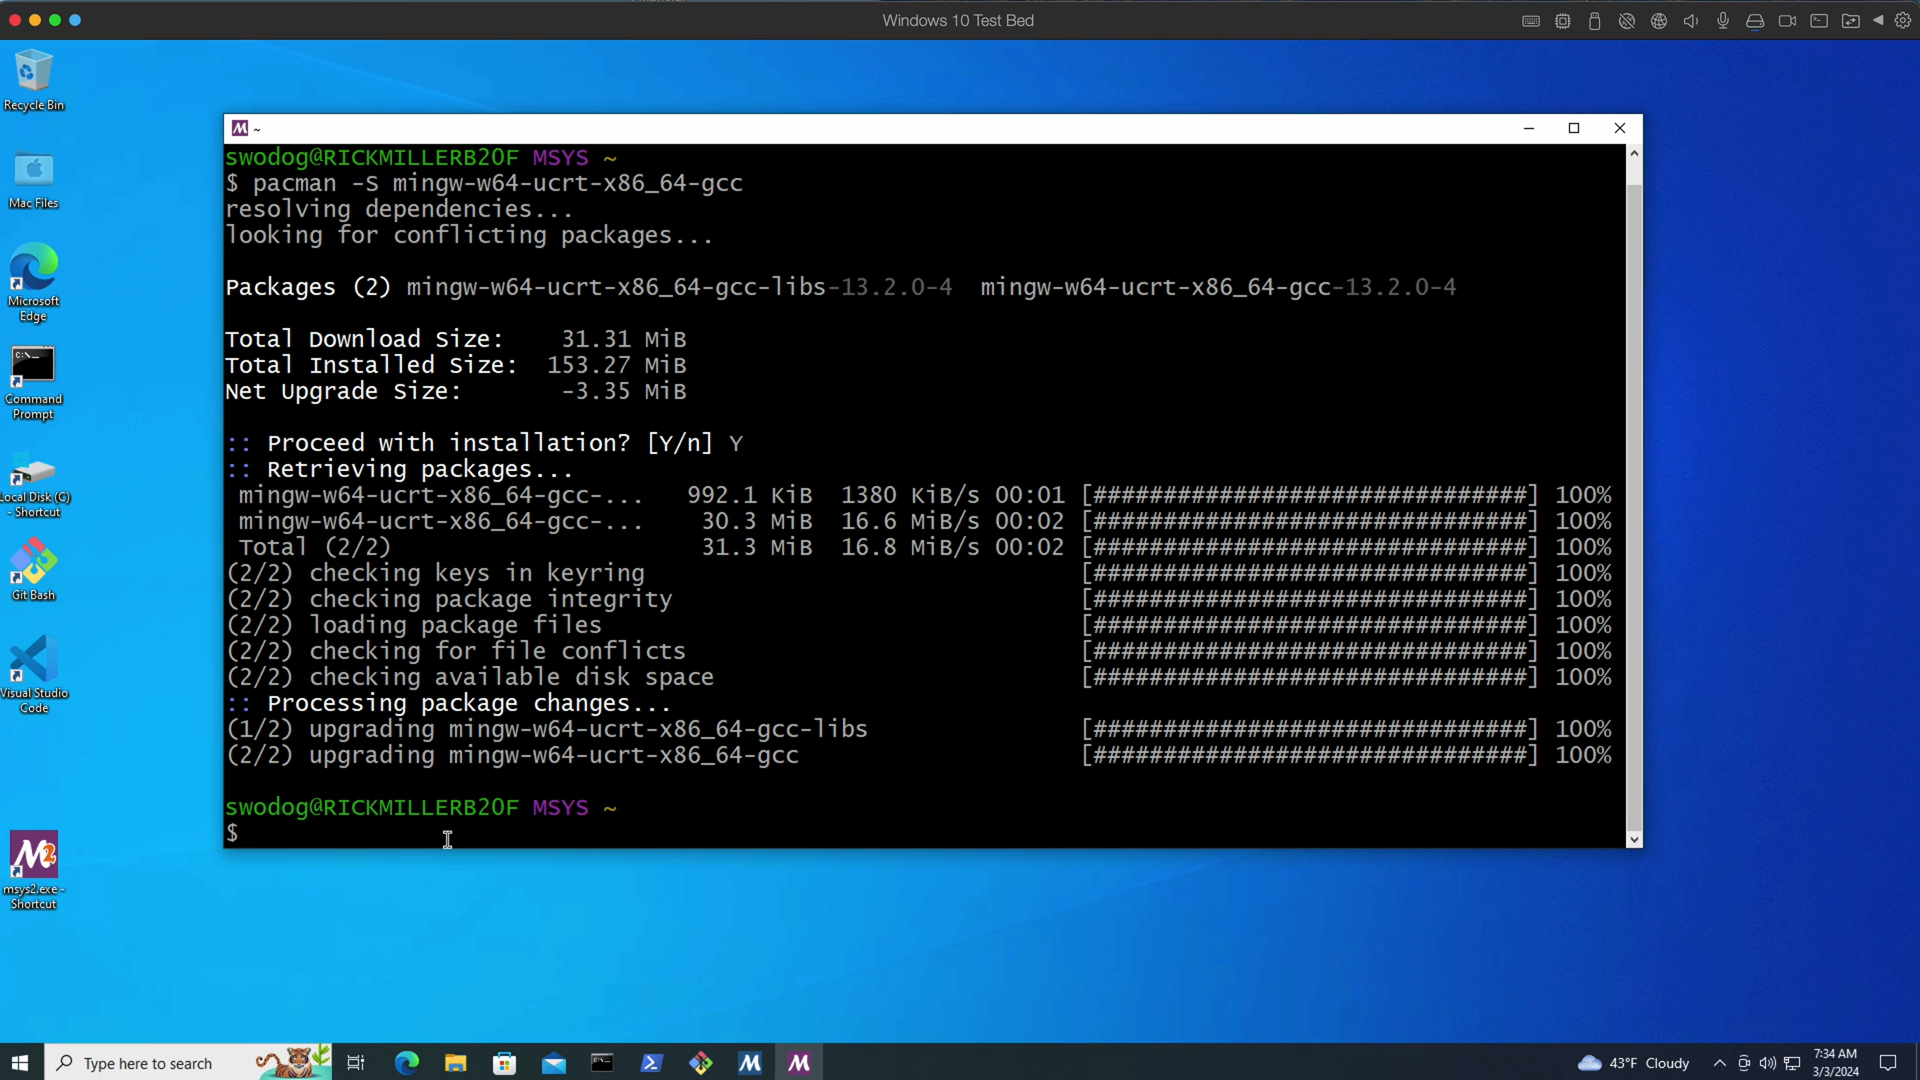 Windows 10 Test Bed
Recycle Bin
Mac Files
Microsoft
Edge
Command
Prompt
Local Disk (C)
- Shortcut
Git Bash
Visual Studio
Code
msys2.exe -
Shortcut
~
swodog@RICKMILLERB20F MSYS ~
$ pacman -S mingw-w64-ucrt-x86_64-gcc
resolving dependencies...
looking for conflicting packages...
Packages (2) mingw-w64-ucrt-x86_64-gcc-libs-13.2.0-4  mingw-w64-ucrt-x86_64-gcc-13.2.0-4
Total Download Size:    31.31 MiB
Total Installed Size:  153.27 MiB
Net Upgrade Size:       -3.35 MiB
:: Proceed with installation? [Y/n] Y
:: Retrieving packages...
mingw-w64-ucrt-x86_64-gcc-...   992.1 KiB  1380 KiB/s 00:01 [###############################] 100%
mingw-w64-ucrt-x86_64-gcc-...    30.3 MiB  16.6 MiB/s 00:02 [###############################] 100%
Total (2/2)                      31.3 MiB  16.8 MiB/s 00:02 [###############################] 100%
(2/2) checking keys in keyring                               [###############################] 100%
(2/2) checking package integrity                             [###############################] 100%
(2/2) loading package files                                  [###############################] 100%
(2/2) checking for file conflicts                            [###############################] 100%
(2/2) checking available disk space                          [###############################] 100%
:: Processing package changes...
(1/2) upgrading mingw-w64-ucrt-x86_64-gcc-libs               [###############################] 100%
(2/2) upgrading mingw-w64-ucrt-x86_64-gcc                    [###############################] 100%
swodog@RICKMILLERB20F MSYS ~
$
Type here to search
43°F Cloudy
7:34 AM
3/3/2024